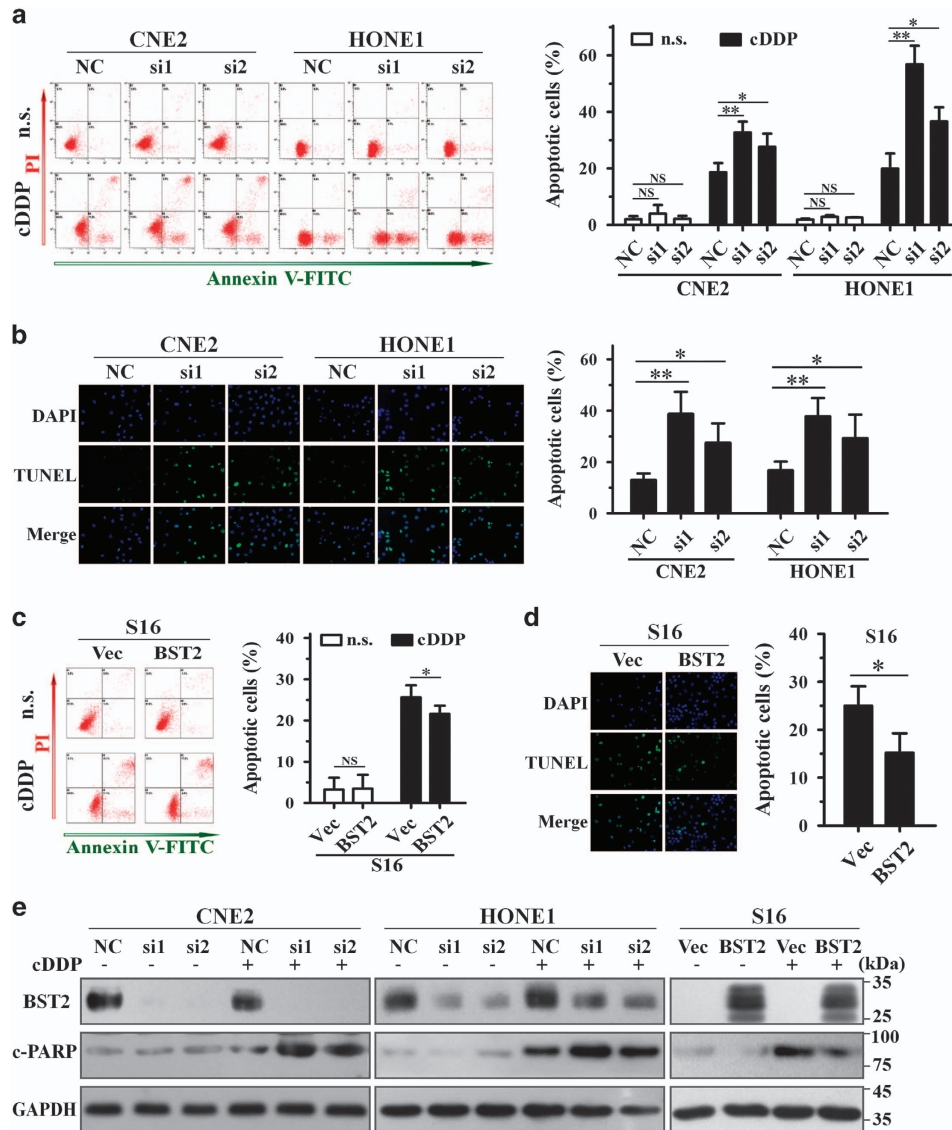 a
CNE2 HONE1
NC si1 si2 NC si1 si2
n.s.
cDDP
PI
Annexin V-FITC
n.s. cDDP
Apoptotic cells (%)
60
40
20
0
NS NS ** * NS NS ** *
NC si1 si2 NC si1 si2 NC si1 si2 NC si1 si2
CNE2 HONE1
b
CNE2 HONE1
NC si1 si2 NC si1 si2
DAPI
TUNEL
Merge
Apoptotic cells (%)
60
40
20
0
* ** * **
NC si1 si2 NC si1 si2
CNE2 HONE1
c
S16
Vec BST2
n.s.
cDDP
PI
Annexin V-FITC
n.s. cDDP
Apoptotic cells (%)
40
30
20
10
0
NS *
Vec BST2 Vec BST2
S16
d
S16
Vec BST2
DAPI
TUNEL
Merge
S16
Apoptotic cells (%)
40
30
20
10
0
*
Vec BST2
e
CNE2 HONE1 S16
NC si1 si2 NC si1 si2 NC si1 si2 NC si1 si2 Vec BST2 Vec BST2
cDDP - - - + + + - - - + + + - - + + (kDa)
BST2 35
25
c-PARP 100
75
GAPDH 45
35